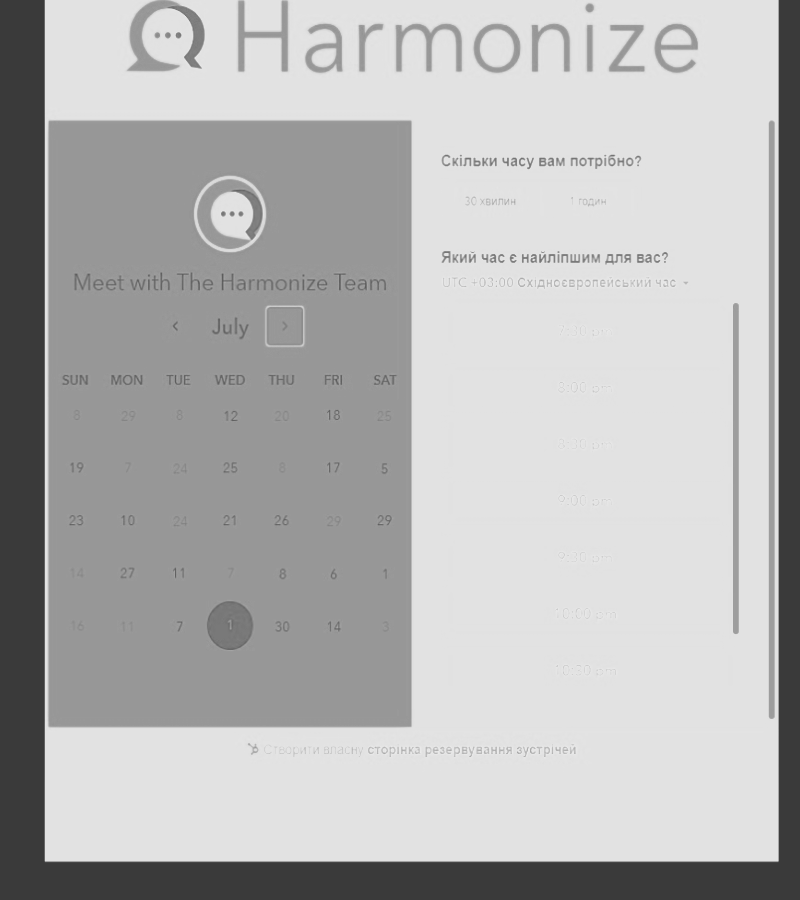 Harmonize
Meet with The Harmonize Team
July
SUN MON TUE WED THU FRI SAT
8 29 8 12 20 18 25
19 7 24 25 8 17 5
23 10 24 21 26 29 29
14 27 11 7 8 6 1
16 11 7 1 30 14 3
Скільки часу вам потрібно?
30 хвилин 1 годин
Який час є найліпшим для вас?
UTC +03:00 Східноєвропейський час
7:30 pm
8:00 pm
8:30 pm
9:00 pm
9:30 pm
10:00 pm
10:30 pm
Створити власну сторінка резервування зустрічей